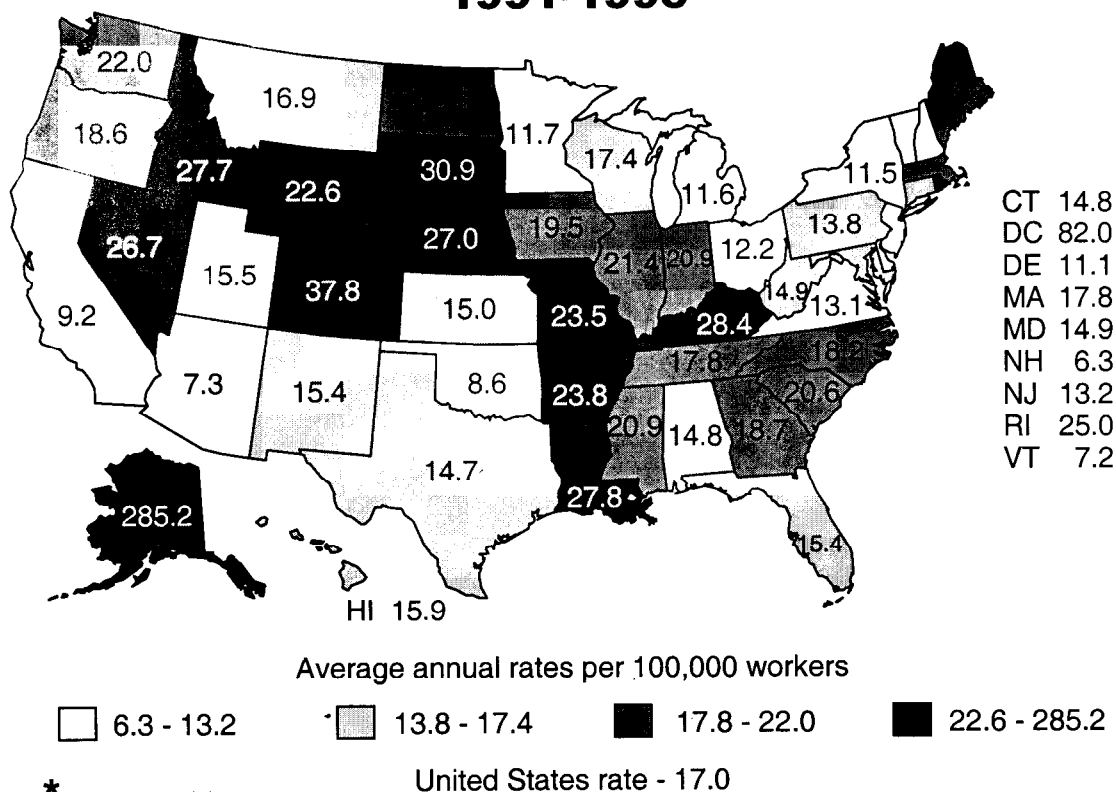 22.0
16.9
11.7
18.6
17.4
30.9
27.7
11.5
22.6
11.6
CT 14.8
13.8
19.5
27.0
DC 82.0
26.7
12.2
15.5
21.4
20.9
DE 11.1
37.8
14.9
MA 17.8
13.1
15.0
9.2
23.5
28.4
MD 14.9
18.2
NH 6.3
17.8
7.3
15.4
8.6
23.8
20.6
NJ 13.2
20.9
14.8
18.7
RI 25.0
14.7
VT 7.2
27.8
285.2
15.4
HI 15.9
Average annual rates per 100,000 workers
6.3 - 13.2
13.8 - 17.4
17.8 - 22.0
22.6 - 285.2
United States rate - 17.0
*